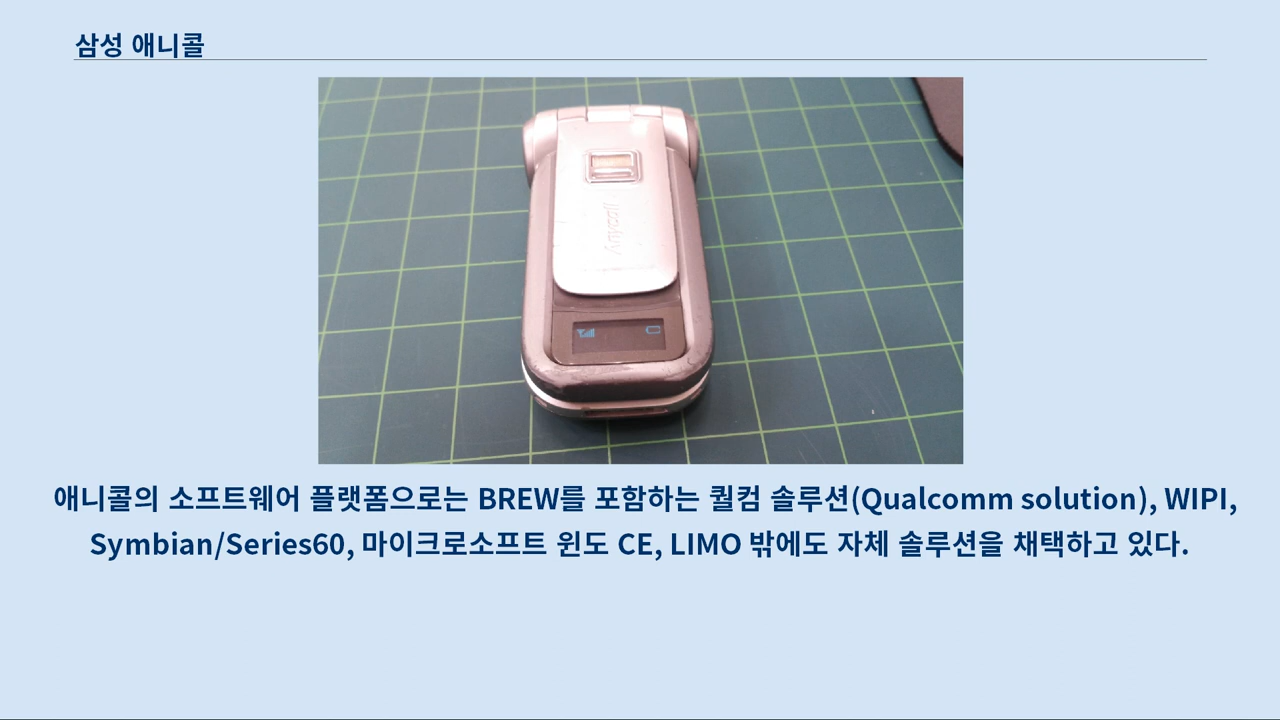 삼성 애니콜
Anycall
애니콜의 소프트웨어 플랫폼으로는 BREW를 포함하는 퀄컴 솔루션(Qualcomm solution), WIPI,
Symbian/Series60, 마이크로소프트 윈도 CE, LIMO 밖에도 자체 솔루션을 채택하고 있다.